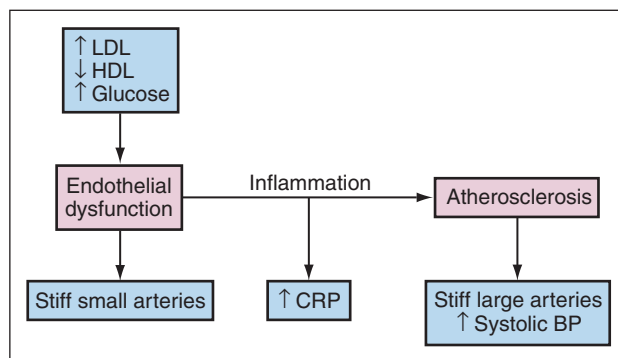 ↑ LDL
↓ HDL
↑ Glucose
Endothelial
dysfunction
Inflammation
Atherosclerosis
Stiff small arteries
↑ CRP
Stiff large arteries
↑ Systolic BP